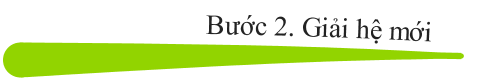 Bước 2. Giải hệ mới